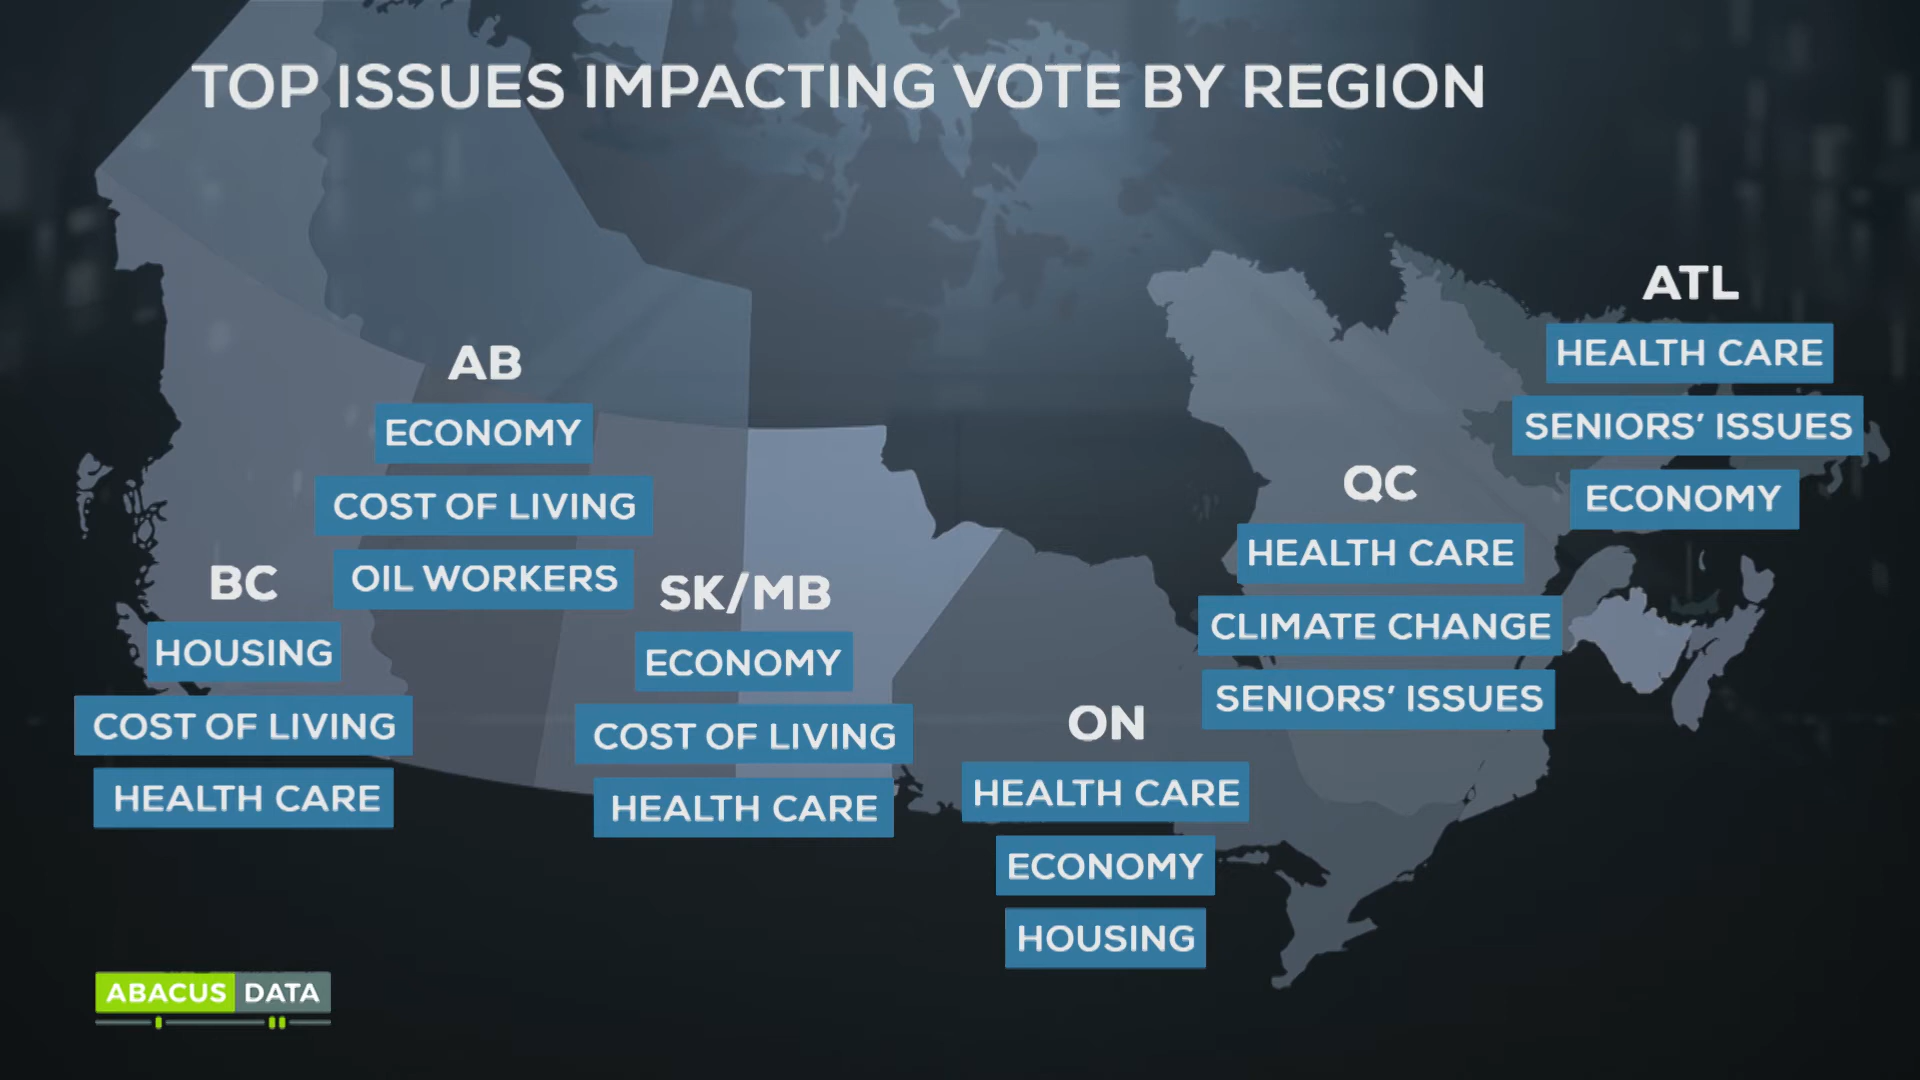 TOP ISSUES IMPACTING VOTE BY REGION
BC
HOUSING
COST OF LIVING
HEALTH CARE
AB
ECONOMY
COST OF LIVING
OIL WORKERS
SK/MB
ECONOMY
COST OF LIVING
HEALTH CARE
ON
HEALTH CARE
ECONOMY
HOUSING
QC
HEALTH CARE
CLIMATE CHANGE
SENIORS' ISSUES
ATL
HEALTH CARE
SENIORS' ISSUES
ECONOMY
ABACUS DATA